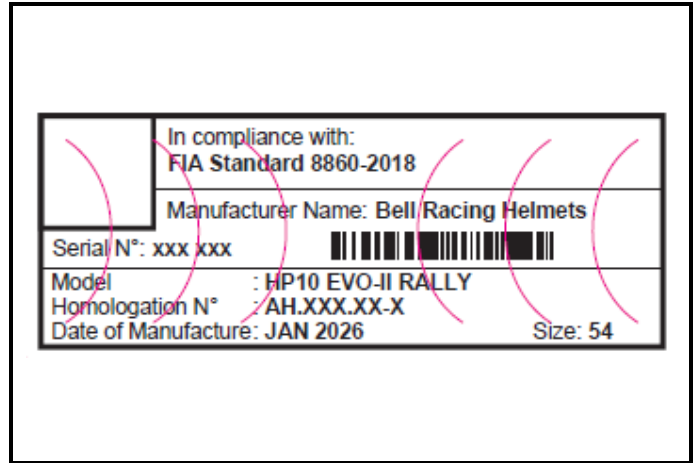 In compliance with:
FIA Standard 8860-2018
Manufacturer Name: Bell Racing Helmets
Serial N°: xxx xxx
Model : HP10 EVO-II RALLY
Homologation N° : AH.XXX.XX-X
Date of Manufacture: JAN 2026 Size: 54